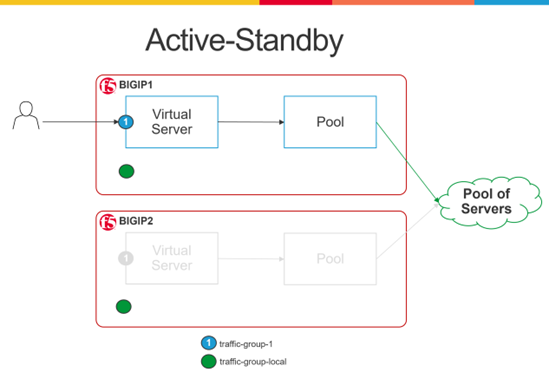 Active-Standby
f5 BIGIP1
1
Virtual
Server
Pool
Pool of
Servers
f5 BIGIP2
1
Virtual
Server
Pool
1 traffic-group-1
traffic-group-local